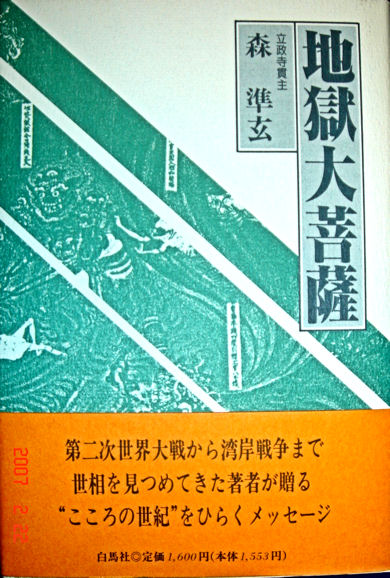 地獄大菩薩
立政寺貫主
森準玄
第二次世界大戦から湾岸戦争まで
世相を見つめてきた著者が贈る
“こころの世紀”をひらくメッセージ
白馬社◎定価1,600円(本体1,553円)
2007 2 22